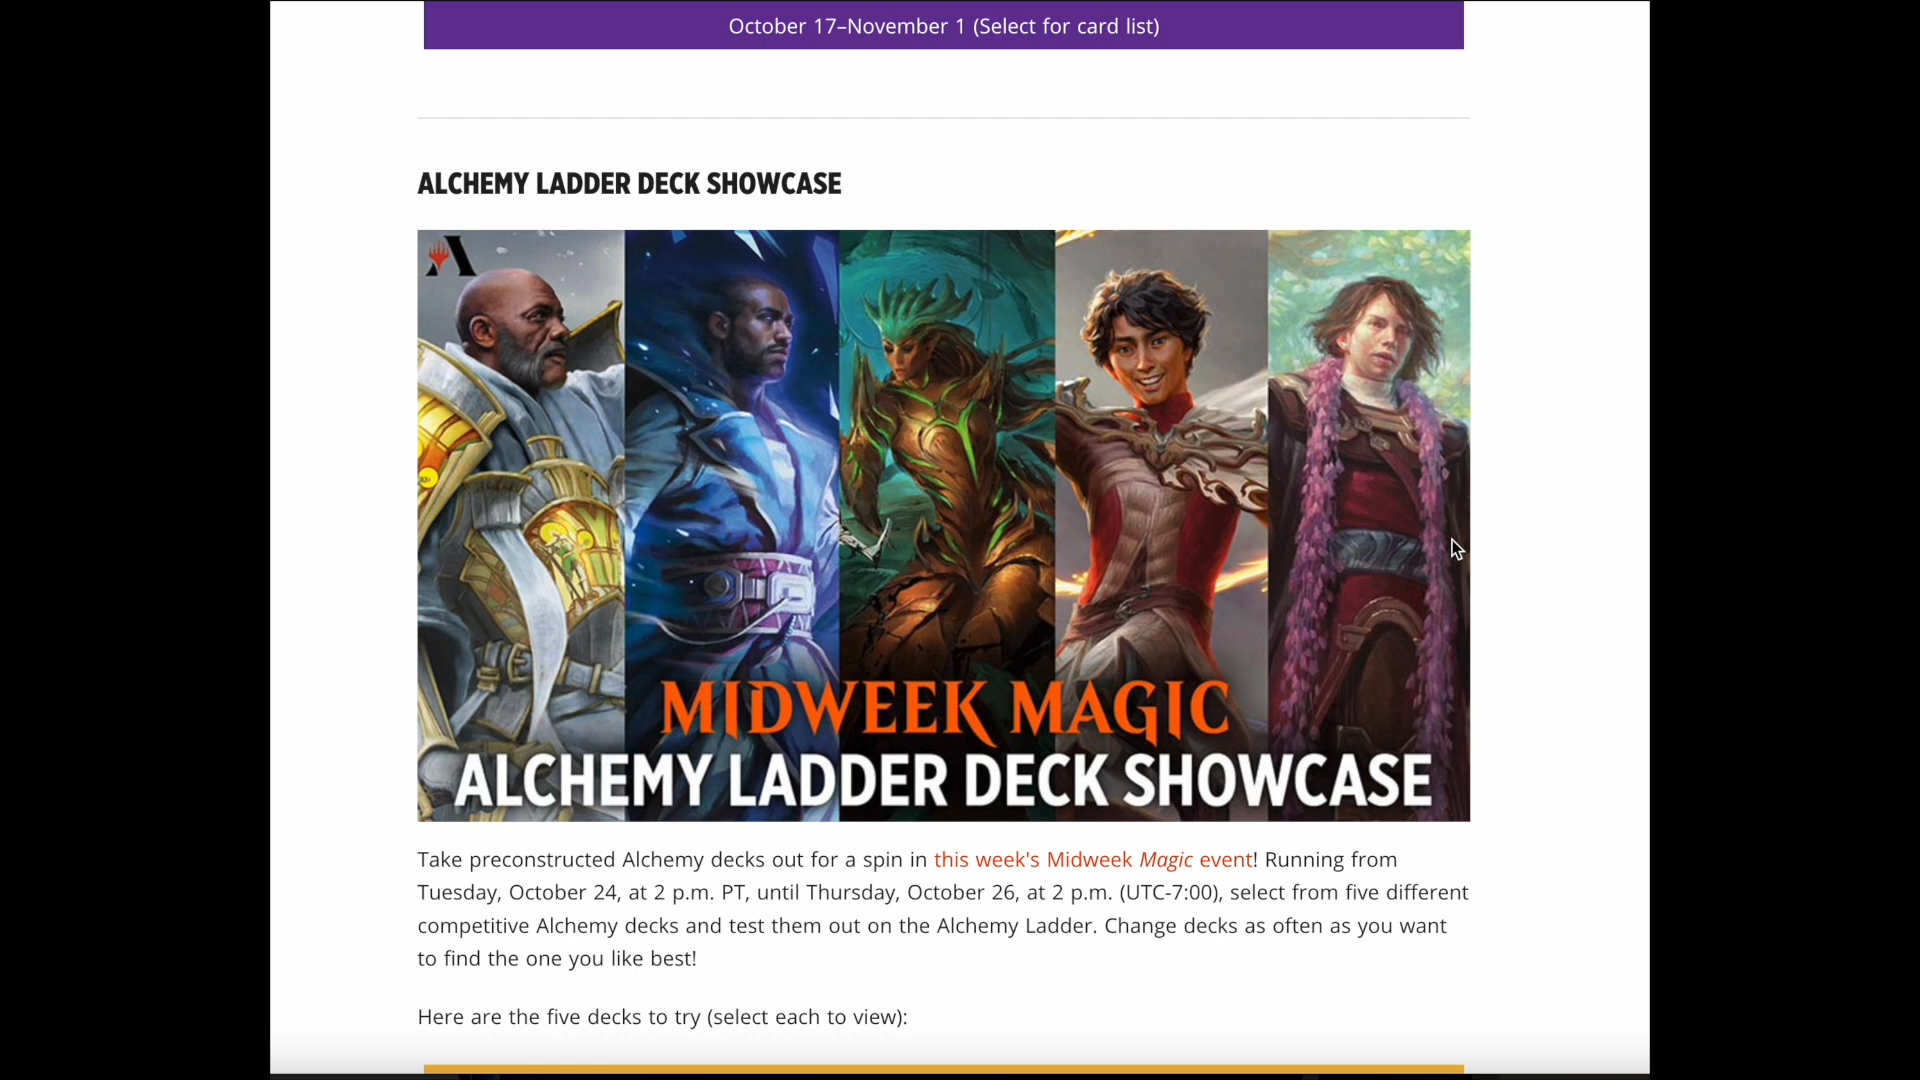 October 17–November 1 (Select for card list)
ALCHEMY LADDER DECK SHOWCASE
MIDWEEK MAGIC
ALCHEMY LADDER DECK SHOWCASE
Take preconstructed Alchemy decks out for a spin in this week's Midweek Magic event! Running from
Tuesday, October 24, at 2 p.m. PT, until Thursday, October 26, at 2 p.m. (UTC-7:00), select from five different
competitive Alchemy decks and test them out on the Alchemy Ladder. Change decks as often as you want
to find the one you like best!
Here are the five decks to try (select each to view):